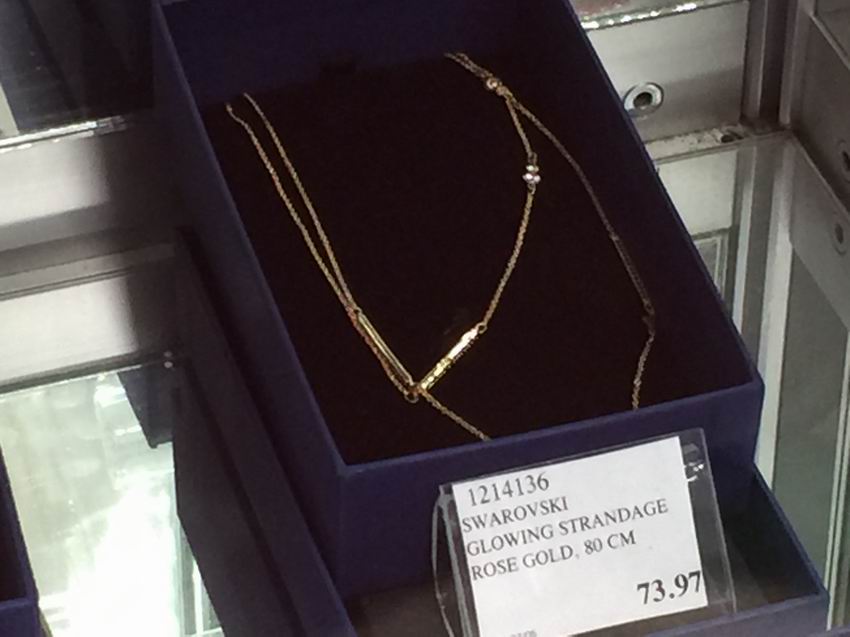 1214136
SWAROVSKI
GLOWING STRANDAGE
ROSE GOLD, 80 CM
73.97